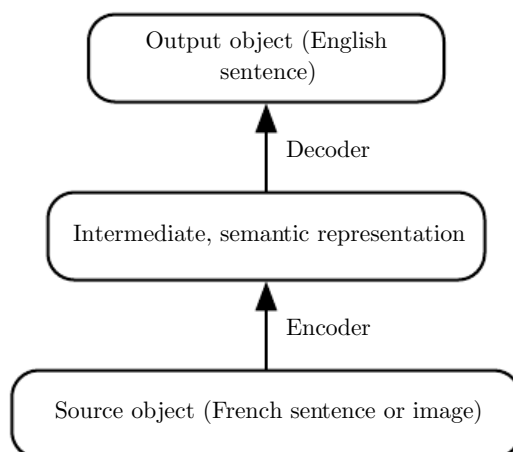 Output object (English
sentence)
Decoder
Intermediate, semantic representation
Encoder
Source object (French sentence or image)